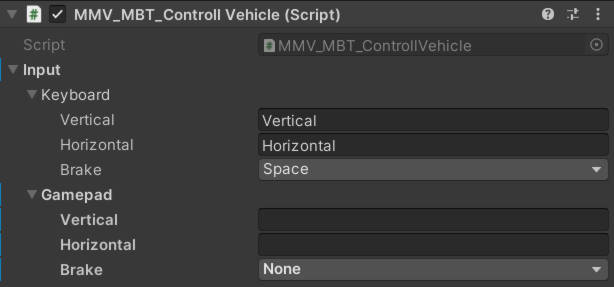 MMV_MBT_Controll Vehicle (Script)
Script MMV_MBT_ControllVehicle
Input
Keyboard
Vertical Vertical
Horizontal Horizontal
Brake Space
Gamepad
Vertical
Horizontal
Brake None